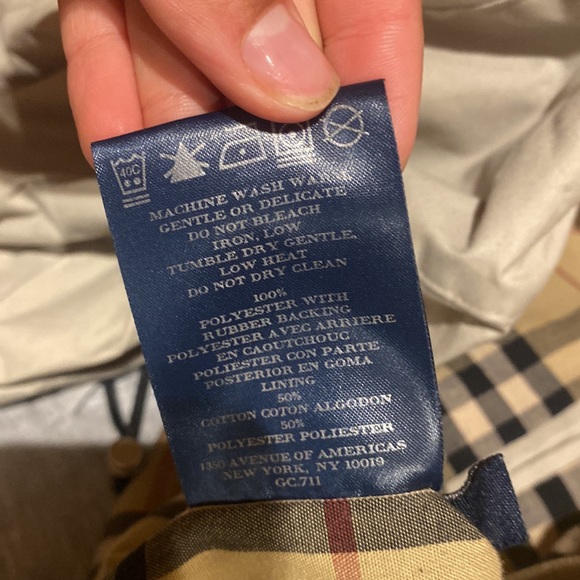 40C
MACHINE WASH WARM
GENTLE OR DELICATE
DO NOT BLEACH
IRON, LOW
TUMBLE DRY GENTLE,
LOW HEAT
DO NOT DRY CLEAN
100%
POLYESTER WITH
RUBBER BACKING
POLYESTER AVEC ARRIERE
EN CAOUTCHOUC
POLIESTER CON PARTE
POSTERIOR EN GOMA
LINING
50%
COTTON COTON ALGODON
50%
POLYESTER POLIESTER
1350 AVENUE OF AMERICAS
NEW YORK, NY 10019
GC.711